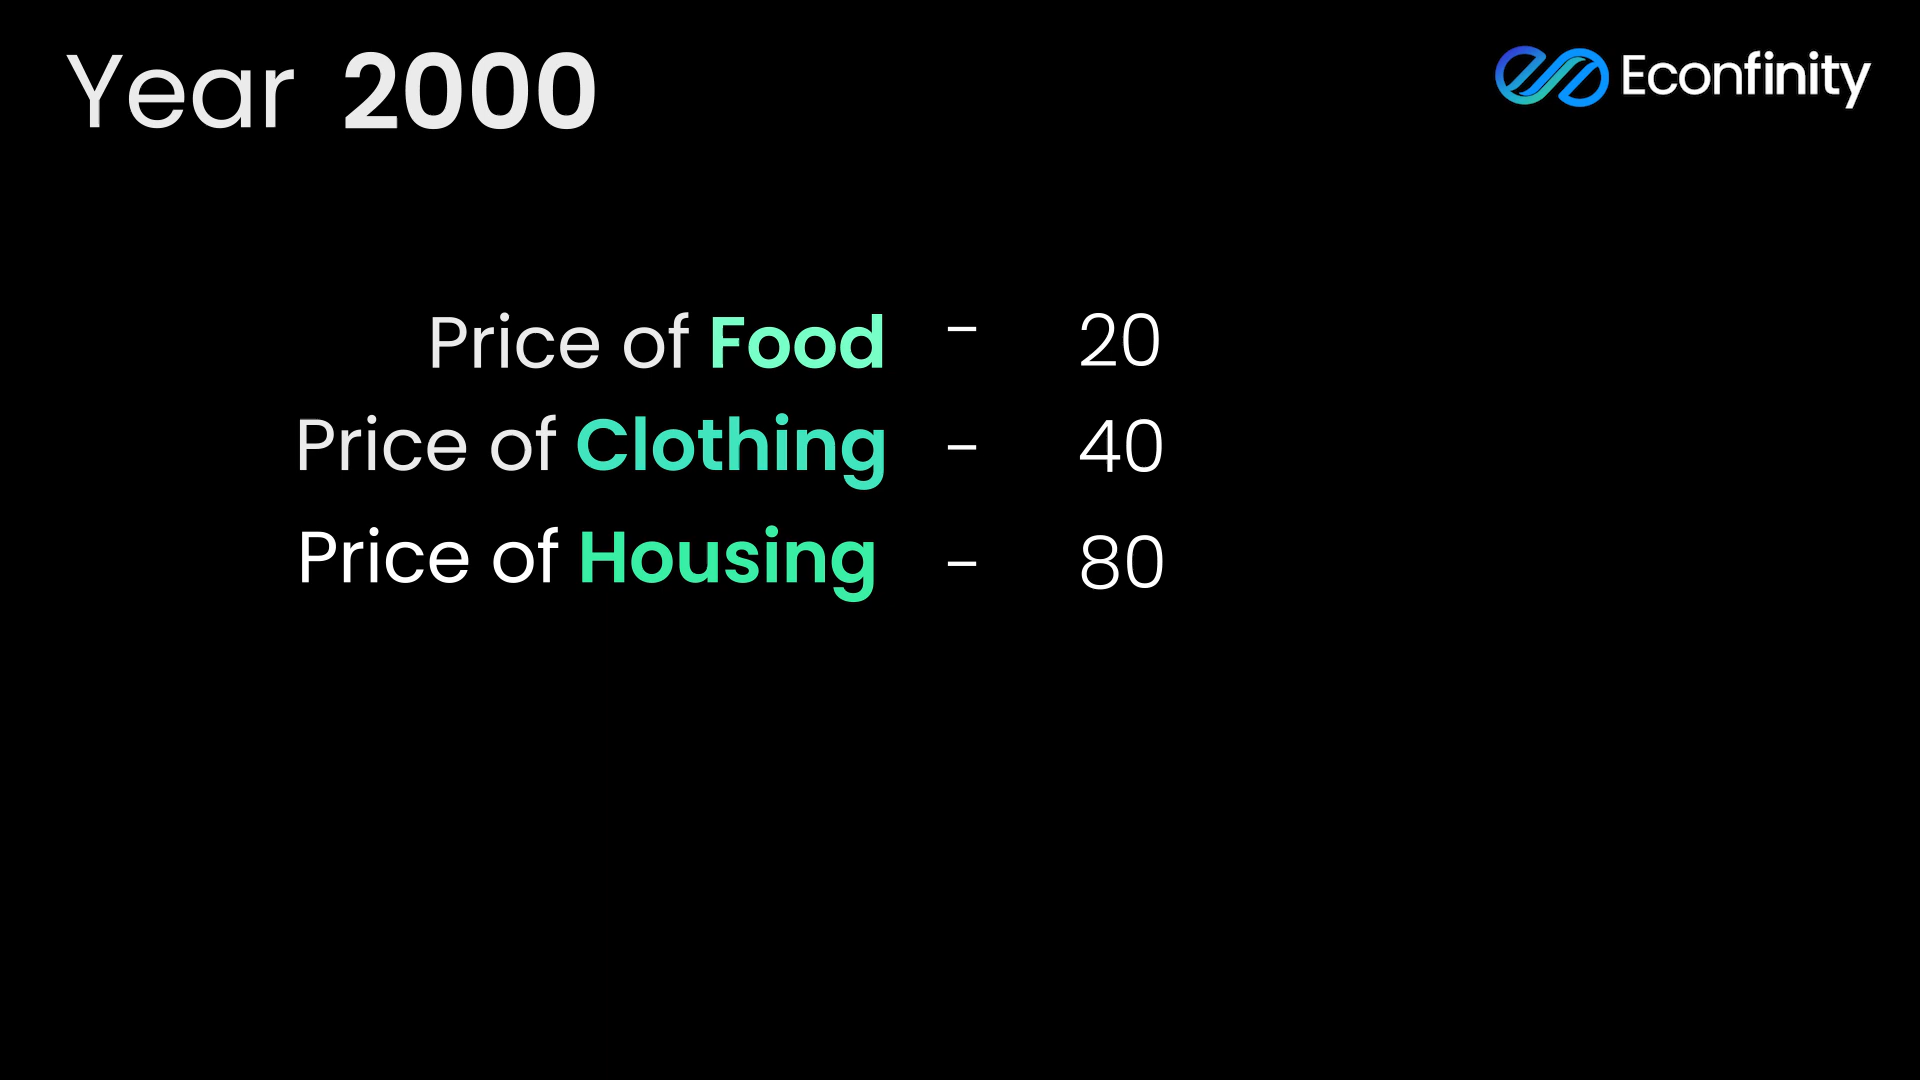 Year 2000
Econfinity
Price of Food - 20
Price of Clothing - 40
Price of Housing - 80